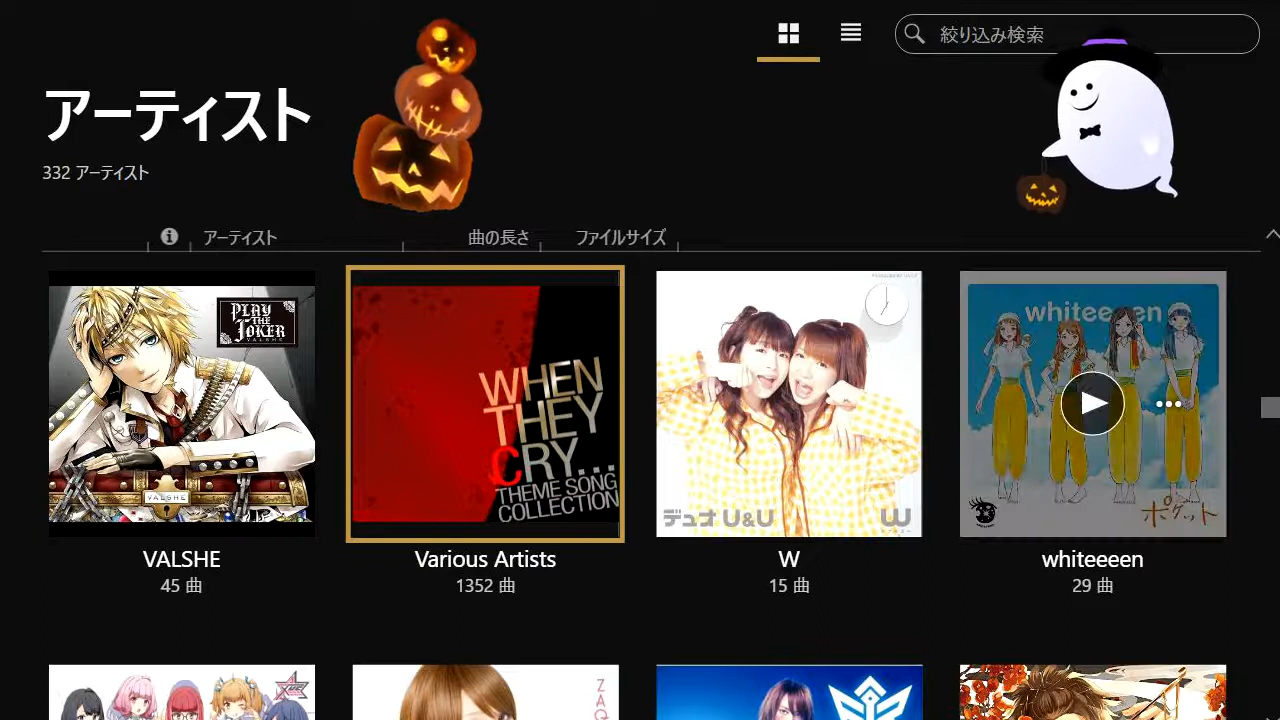 絞り込み検索
アーティスト
332 アーティスト
アーティスト 曲の長さ ファイルサイズ
PLAY
THE
JOKER
VALSHE
VALSHE
WHEN
THEY
CRY...
THEME SONG
COLLECTION
デュオ U&U
W
whiteeeen
ポケット
VALSHE
45 曲
Various Artists
1352 曲
W
15 曲
whiteeeen
29 曲
ZAQ